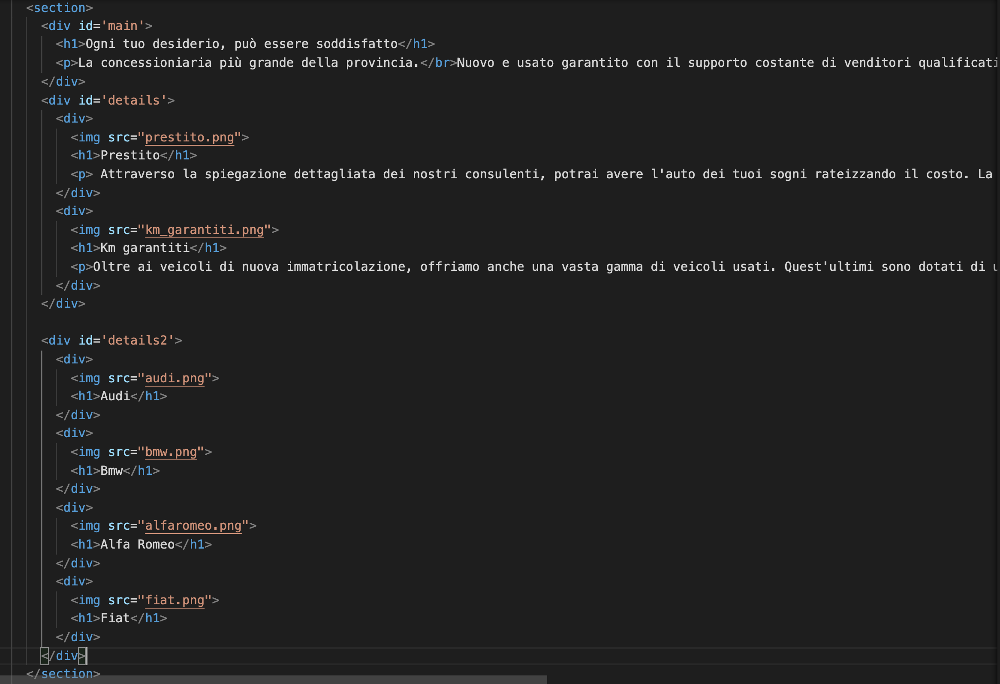 <section>
<div id='main'>
<h1>Ogni tuo desiderio, può essere soddisfatto</h1>
<p>La concessioniaria più grande della provincia.</br>Nuovo e usato garantito con il supporto costante di venditori qualificati
</div>
<div id='details'>
<div>
<img src="prestito.png">
<h1>Prestito</h1>
<p> Attraverso la spiegazione dettagliata dei nostri consulenti, potrai avere l'auto dei tuoi sogni rateizzando il costo. La
</div>
<div>
<img src="km_garantiti.png">
<h1>Km garantiti</h1>
<p>Oltre ai veicoli di nuova immatricolazione, offriamo anche una vasta gamma di veicoli usati. Quest'ultimi sono dotati di
</div>
</div>
<div id='details2'>
<div>
<img src="audi.png">
<h1>Audi</h1>
</div>
<div>
<img src="bmw.png">
<h1>Bmw</h1>
</div>
<div>
<img src="alfaromeo.png">
<h1>Alfa Romeo</h1>
</div>
<div>
<img src="fiat.png">
<h1>Fiat</h1>
</div>
</div>
</section>